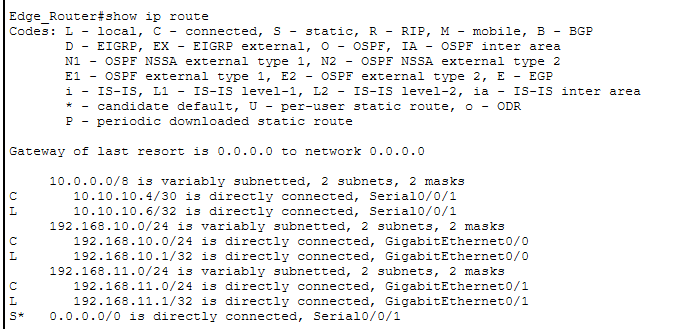 Edge_Router#show ip route
Codes: L - local, C - connected, S - static, R - RIP, M - mobile, B - BGP
D - EIGRP, EX - EIGRP external, O - OSPF, IA - OSPF inter area
N1 - OSPF NSSA external type 1, N2 - OSPF NSSA external type 2
E1 - OSPF external type 1, E2 - OSPF external type 2, E - EGP
i - IS-IS, L1 - IS-IS level-1, L2 - IS-IS level-2, ia - IS-IS inter area
* - candidate default, U - per-user static route, o - ODR
P - periodic downloaded static route
Gateway of last resort is 0.0.0.0 to network 0.0.0.0
10.0.0.0/8 is variably subnetted, 2 subnets, 2 masks
C 10.10.10.4/30 is directly connected, Serial0/0/1
L 10.10.10.6/32 is directly connected, Serial0/0/1
192.168.10.0/24 is variably subnetted, 2 subnets, 2 masks
C 192.168.10.0/24 is directly connected, GigabitEthernet0/0
L 192.168.10.1/32 is directly connected, GigabitEthernet0/0
192.168.11.0/24 is variably subnetted, 2 subnets, 2 masks
C 192.168.11.0/24 is directly connected, GigabitEthernet0/1
L 192.168.11.1/32 is directly connected, GigabitEthernet0/1
S* 0.0.0.0/0 is directly connected, Serial0/0/1